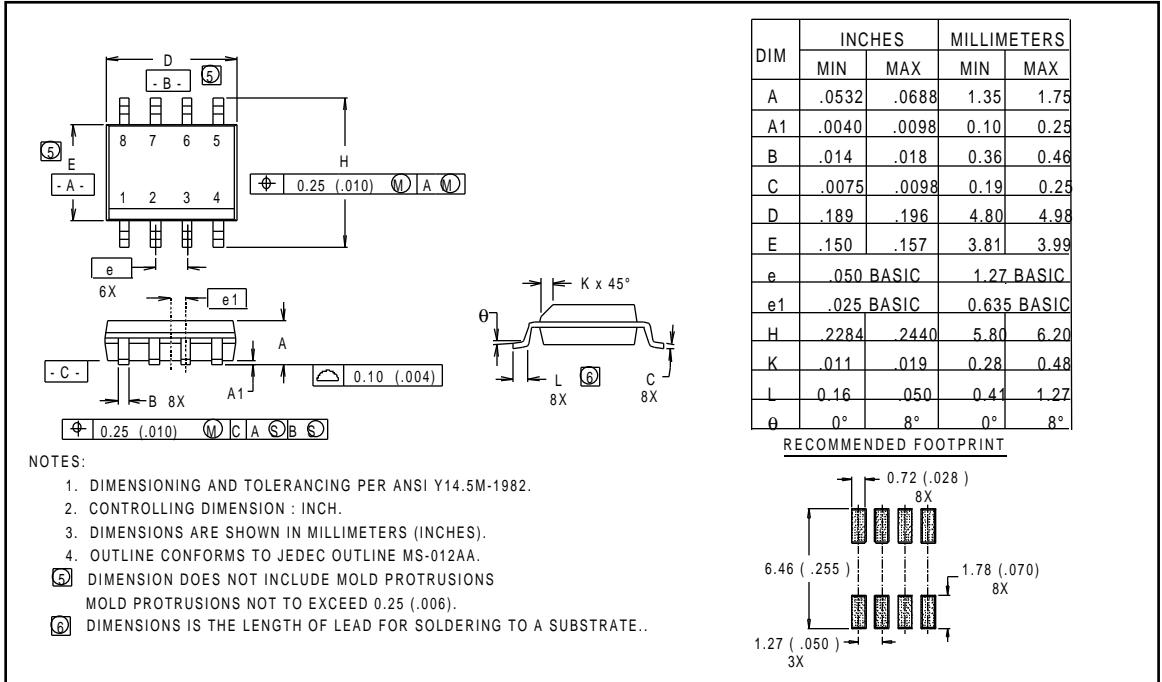 D
- B -
5
8 7 6 5
5
E
- A -
H
0.25 (.010) M A M
1 2 3 4
e
6X
e1
K x 45°
θ
A
- C -
0.10 (.004)
L 6 C
8X 8X
B 8X A1
0.25 (.010) M C A S B S
NOTES:
1. DIMENSIONING AND TOLERANCING PER ANSI Y14.5M-1982.
2. CONTROLLING DIMENSION : INCH.
3. DIMENSIONS ARE SHOWN IN MILLIMETERS (INCHES).
4. OUTLINE CONFORMS TO JEDEC OUTLINE MS-012AA.
5 DIMENSION DOES NOT INCLUDE MOLD PROTRUSIONS
MOLD PROTRUSIONS NOT TO EXCEED 0.25 (.006).
6 DIMENSIONS IS THE LENGTH OF LEAD FOR SOLDERING TO A SUBSTRATE..
DIM INCHES MILLIMETERS
MIN MAX MIN MAX
A .0532 .0688 1.35 1.75
A1 .0040 .0098 0.10 0.25
B .014 .018 0.36 0.46
C .0075 .0098 0.19 0.25
D .189 .196 4.80 4.98
E .150 .157 3.81 3.99
e .050 BASIC 1.27 BASIC
e1 .025 BASIC 0.635 BASIC
H .2284 .2440 5.80 6.20
K .011 .019 0.28 0.48
L 0.16 .050 0.41 1.27
θ 0° 8° 0° 8°
RECOMMENDED FOOTPRINT
0.72 (.028 )
8X
6.46 ( .255 )
1.78 (.070)
8X
1.27 ( .050 )
3X